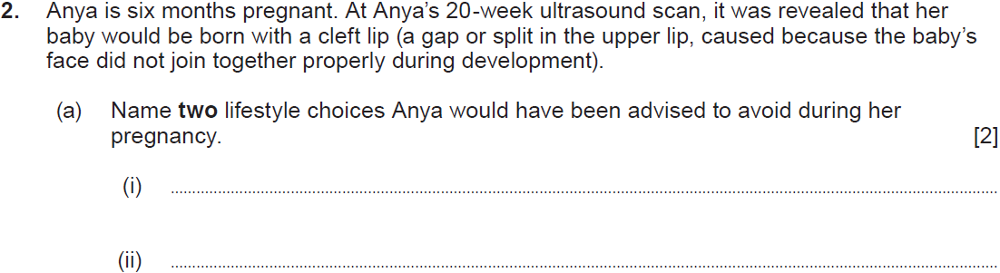 2. Anya is six months pregnant. At Anya’s 20-week ultrasound scan, it was revealed that her
baby would be born with a cleft lip (a gap or split in the upper lip, caused because the baby’s
face did not join together properly during development).
(a) Name two lifestyle choices Anya would have been advised to avoid during her
pregnancy. [2]
(i) ........................................................................
(ii) ........................................................................